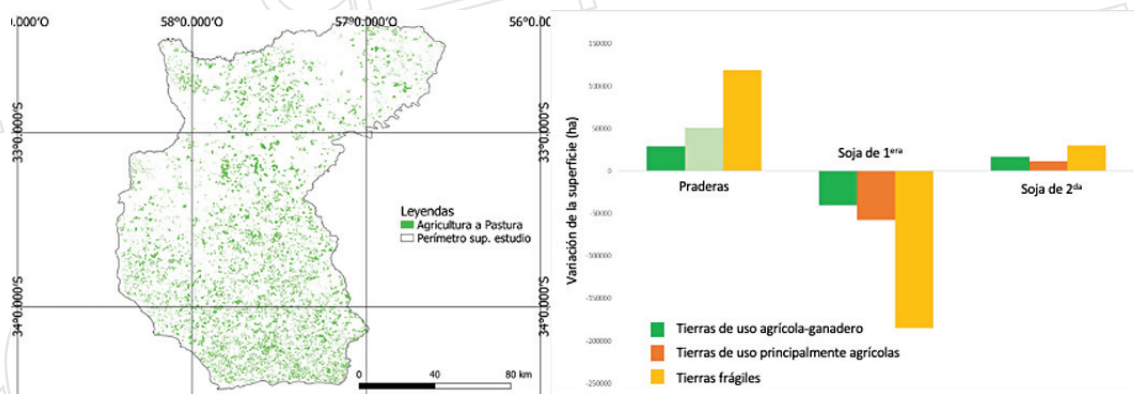 0.000'O
58°0.000'O
57°0.000'O
56°0.0(
33°0.000'S
33°0.000'S
34°0.000'S
34°0.000'S
Leyendas
Agricultura a Pastura
Perímetro sup. estudio
0 40 80 km
Variación de la superficie (ha)
150000
100000
50000
0
-50000
-100000
-150000
-200000
-250000
Praderas
Soja de 1era
Soja de 2da
Tierras de uso agrícola-ganadero
Tierras de uso principalmente agrícolas
Tierras frágiles